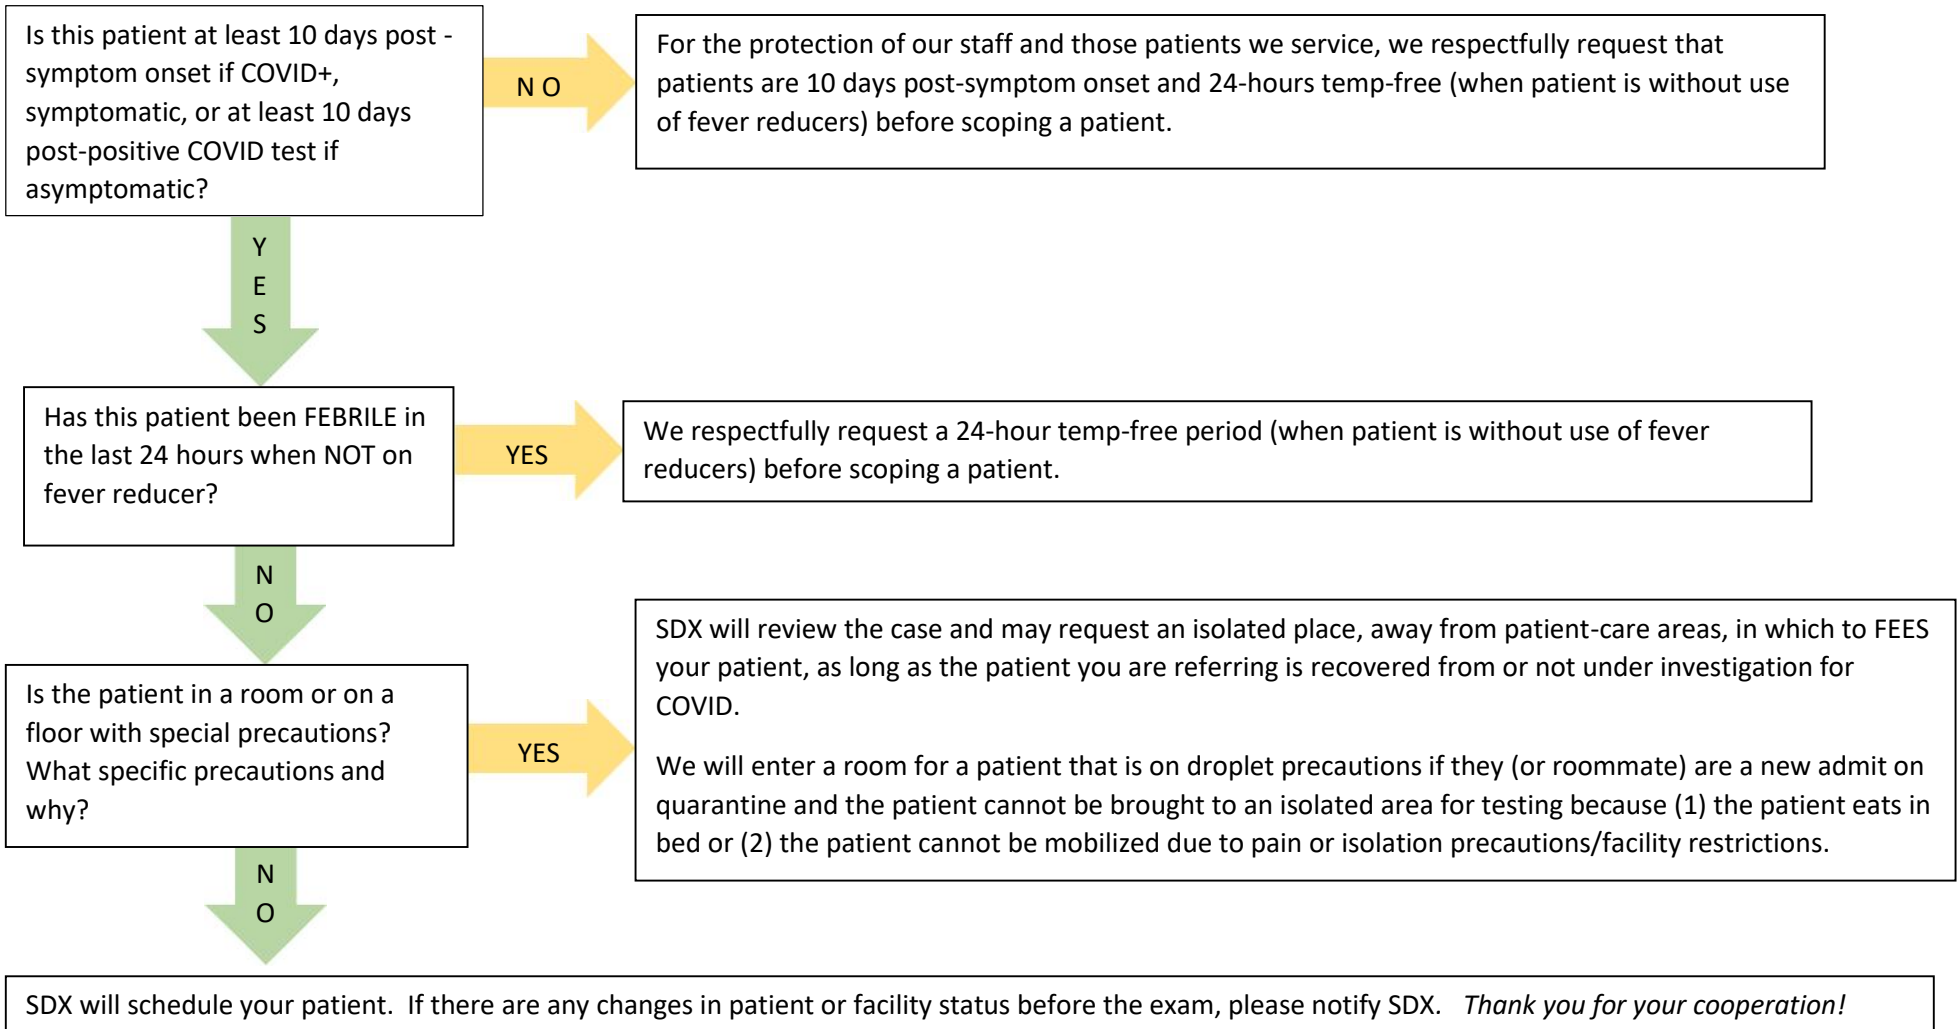 Is this patient at least 10 days post -
symptom onset if COVID+,
symptomatic, or at least 10 days
post-positive COVID test if
asymptomatic?
N O
For the protection of our staff and those patients we service, we respectfully request that
patients are 10 days post-symptom onset and 24-hours temp-free (when patient is without use
of fever reducers) before scoping a patient.
Y
E
S
Has this patient been FEBRILE in
the last 24 hours when NOT on
fever reducer?
YES
We respectfully request a 24-hour temp-free period (when patient is without use of fever
reducers) before scoping a patient.
N
O
Is the patient in a room or on a
floor with special precautions?
What specific precautions and
why?
YES
SDX will review the case and may request an isolated place, away from patient-care areas, in which to FEES
your patient, as long as the patient you are referring is recovered from or not under investigation for
COVID.
We will enter a room for a patient that is on droplet precautions if they (or roommate) are a new admit on
quarantine and the patient cannot be brought to an isolated area for testing because (1) the patient eats in
bed or (2) the patient cannot be mobilized due to pain or isolation precautions/facility restrictions.
N
O
SDX will schedule your patient.  If there are any changes in patient or facility status before the exam, please notify SDX.   Thank you for your cooperation!